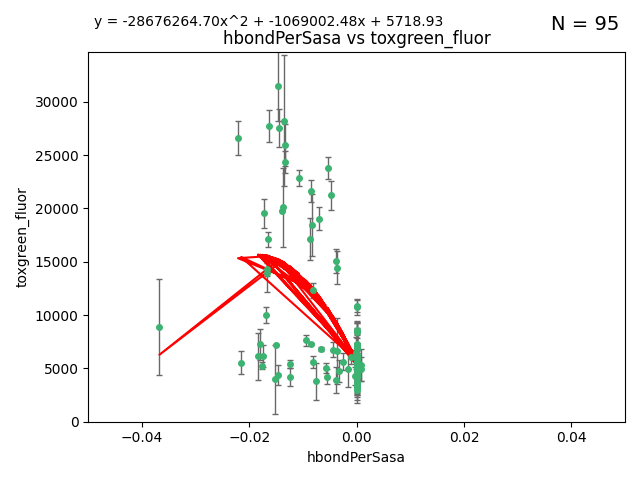 y = -28676264.70x^2 + -1069002.48x + 5718.93
N = 95
hbondPerSasa vs toxgreen_fluor
30000
25000
20000
15000
10000
5000
0
toxgreen_fluor
−0.04 −0.02 0.00 0.02 0.04
hbondPerSasa